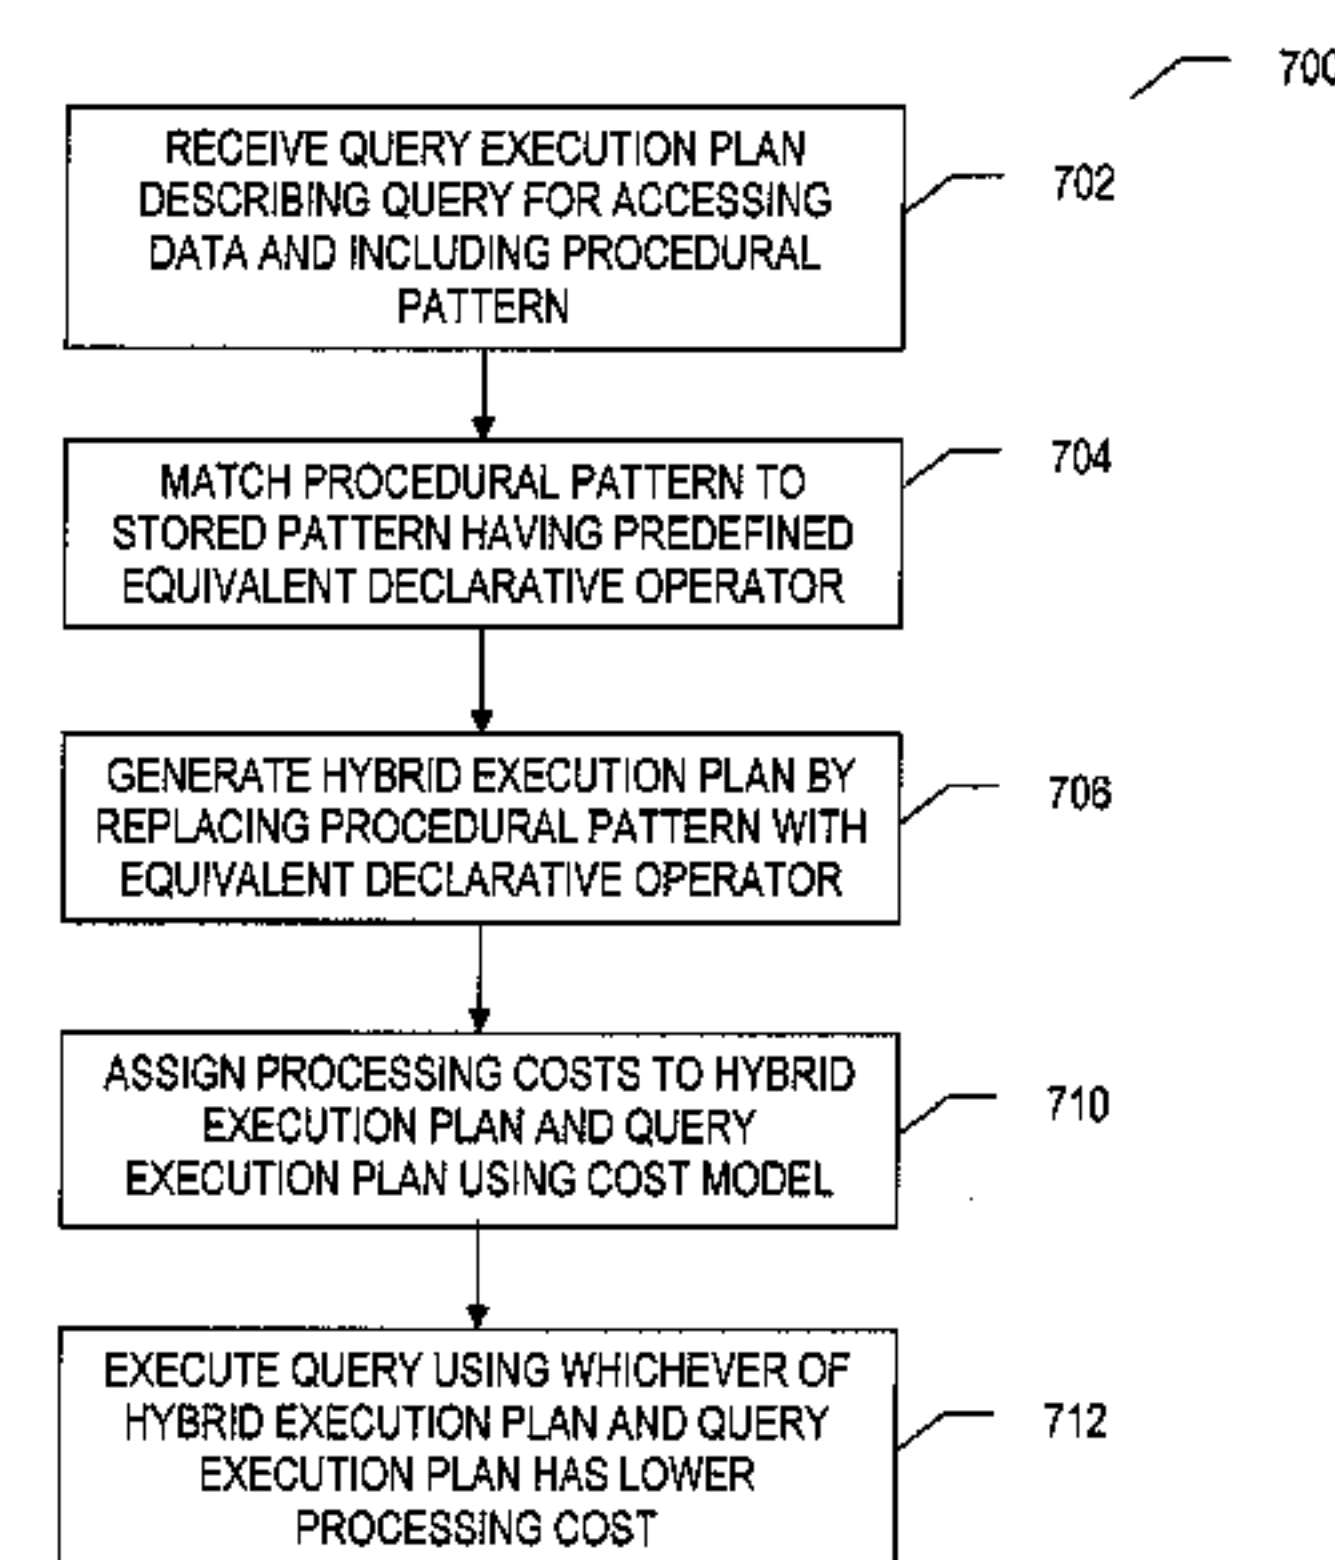 700
RECEIVE QUERY EXECUTION PLAN
DESCRIBING QUERY FOR ACCESSING
DATA AND INCLUDING PROCEDURAL
PATTERN
702
MATCH PROCEDURAL PATTERN TO
STORED PATTERN HAVING PREDEFINED
EQUIVALENT DECLARATIVE OPERATOR
704
GENERATE HYBRID EXECUTION PLAN BY
REPLACING PROCEDURAL PATTERN WITH
EQUIVALENT DECLARATIVE OPERATOR
706
ASSIGN PROCESSING COSTS TO HYBRID
EXECUTION PLAN AND QUERY
EXECUTION PLAN USING COST MODEL
710
EXECUTE QUERY USING WHICHEVER OF
HYBRID EXECUTION PLAN AND QUERY
EXECUTION PLAN HAS LOWER
PROCESSING COST
712